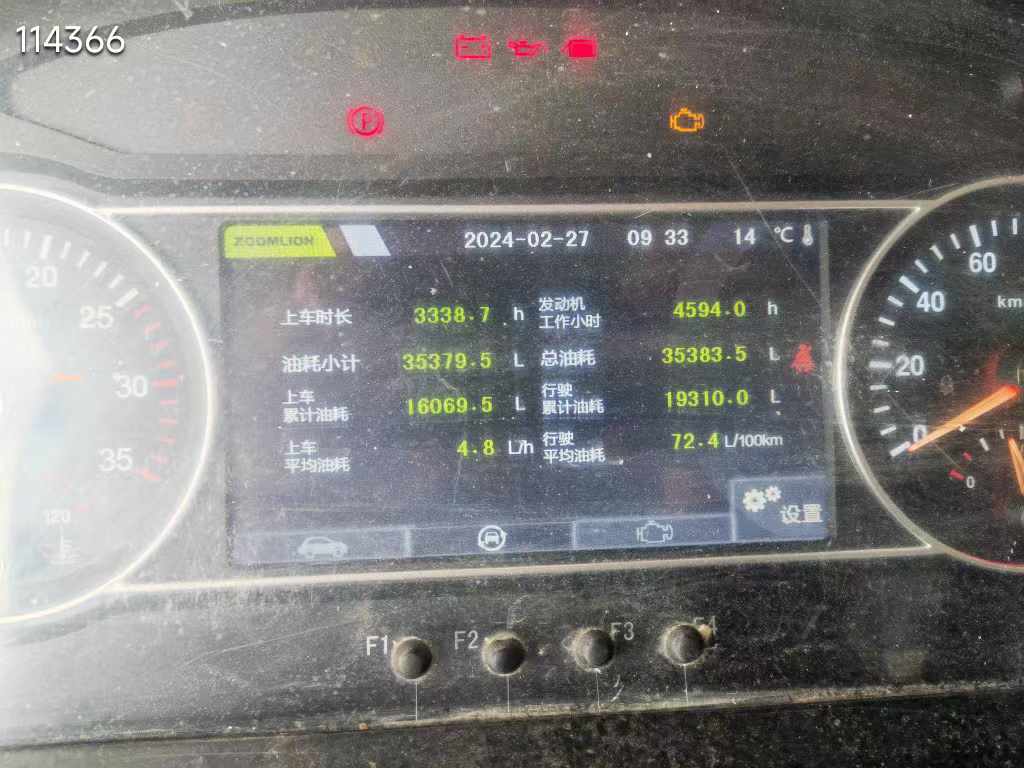 114366
ZOOMLION
2024-02-27 09 33 14 ℃
上车时长 3338.7 h
发动机
工作小时 4594.0 h
油耗小计 35379.5 L
总油耗 35383.5 L
上车
累计油耗 16069.5 L
行驶
累计油耗 19310.0 L
上车
平均油耗 4.8 L/h
行驶
平均油耗 72.4 L/100km
设置
20
25
30
35
120
60
40
20
0
km
0
F1 F2 F3 F4